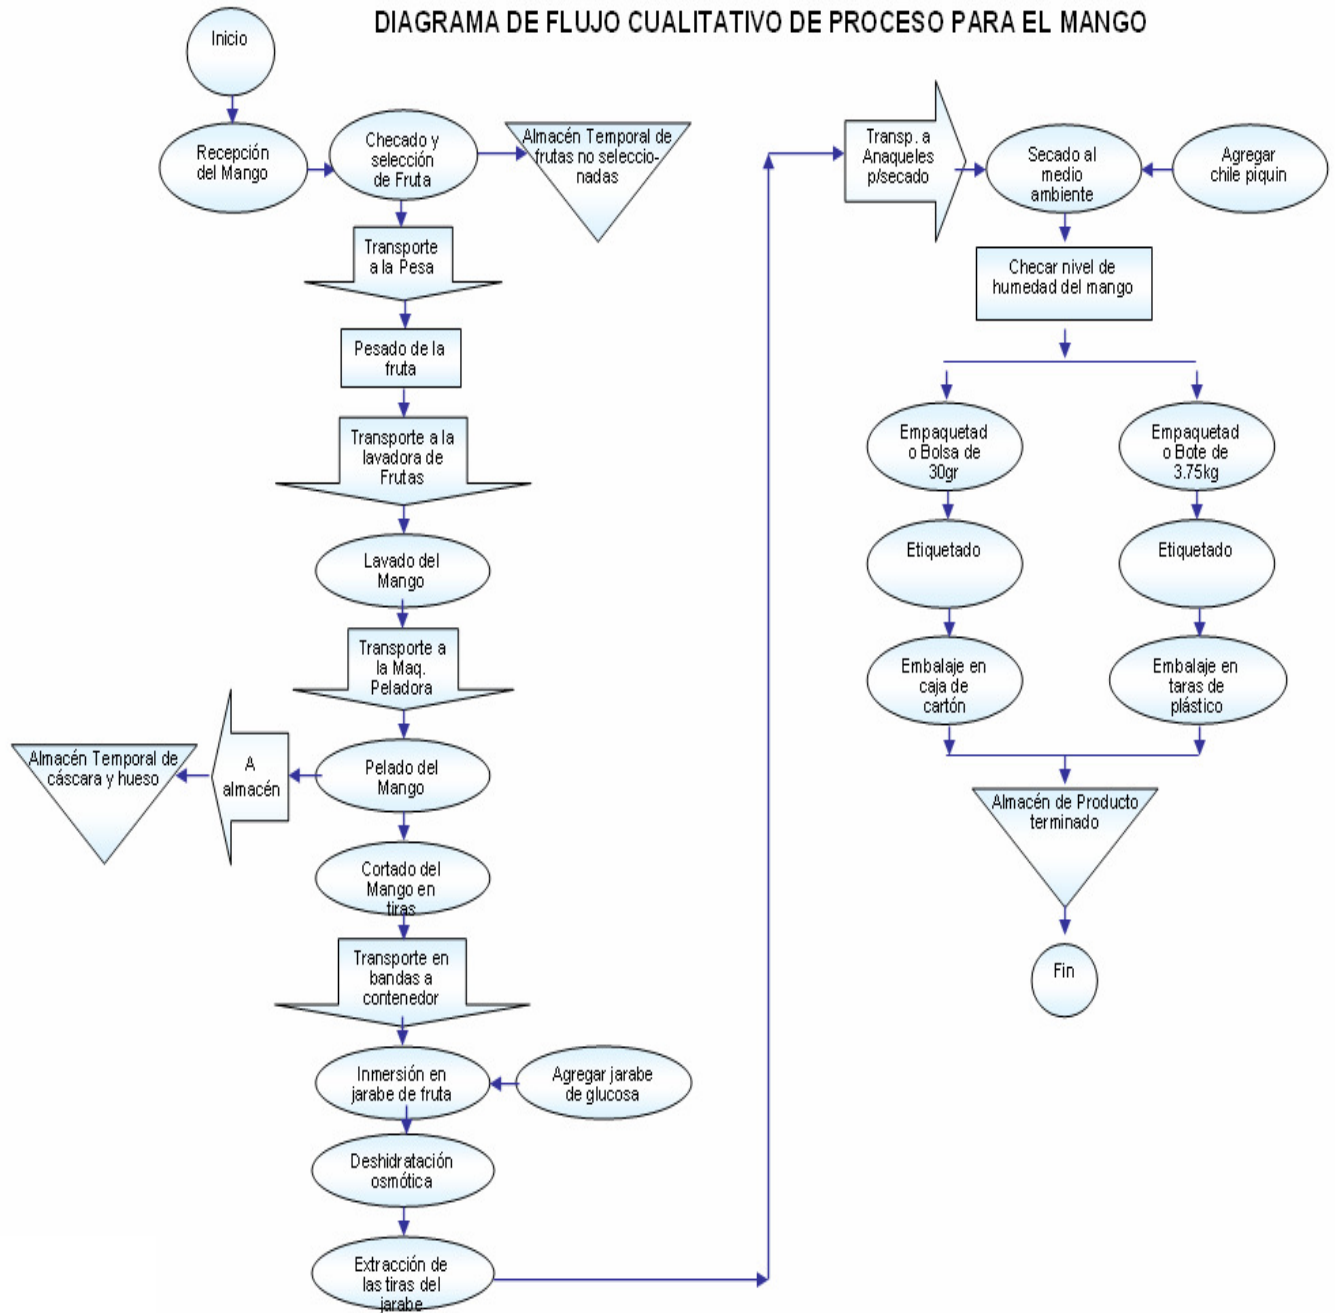 DIAGRAMA DE FLUJO CUALITATIVO DE PROCESO PARA EL MANGO
Inicio
Recepción
del Mango
Checado y
selección
de Fruta
Almacén Temporal de
frutas no seleccio-
nadas
Transporte
a la Pesa
Pesado de la
fruta
Transporte a la
lavadora de
Frutas
Lavado del
Mango
Transporte a
la Maq.
Peladora
Pelado del
Mango
A
almacén
Almacén Temporal de
cáscara y hueso
Cortado del
Mango en
tiras
Transporte en
bandas a
contenedor
Inmersión en
jarabe de fruta
Agregar jarabe
de glucosa
Deshidratación
osmótica
Extracción de
las tiras del
jarabe
Transp. a
Anaqueles
p/secado
Secado al
medio
ambiente
Agregar
chile piquin
Checar nivel de
humedad del mango
Empaquetad
o Bolsa de
30gr
Etiquetado
Embalaje en
caja de
cartón
Empaquetad
o Bote de
3.75kg
Etiquetado
Embalaje en
taras de
plástico
Almacén de Producto
terminado
Fin